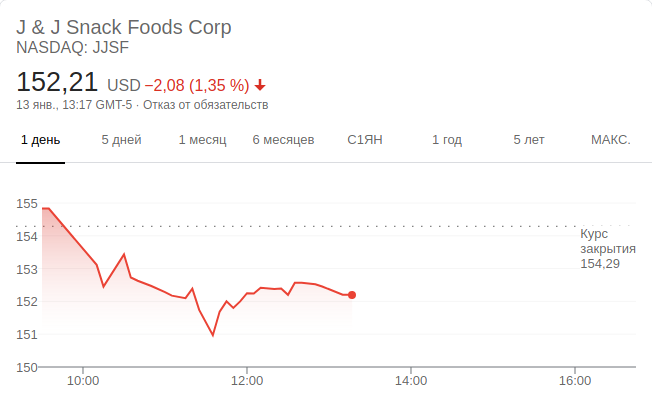 J & J Snack Foods Corp
NASDAQ: JJSF
152,21 USD −2,08 (1,35 %)
13 янв., 13:17 GMT-5 · Отказ от обязательств
1 день 5 дней 1 месяц 6 месяцев С1ЯН 1 год 5 лет МАКС.
155
154
153
152
151
150
Курс
закрытия
154,29
10:00 12:00 14:00 16:00